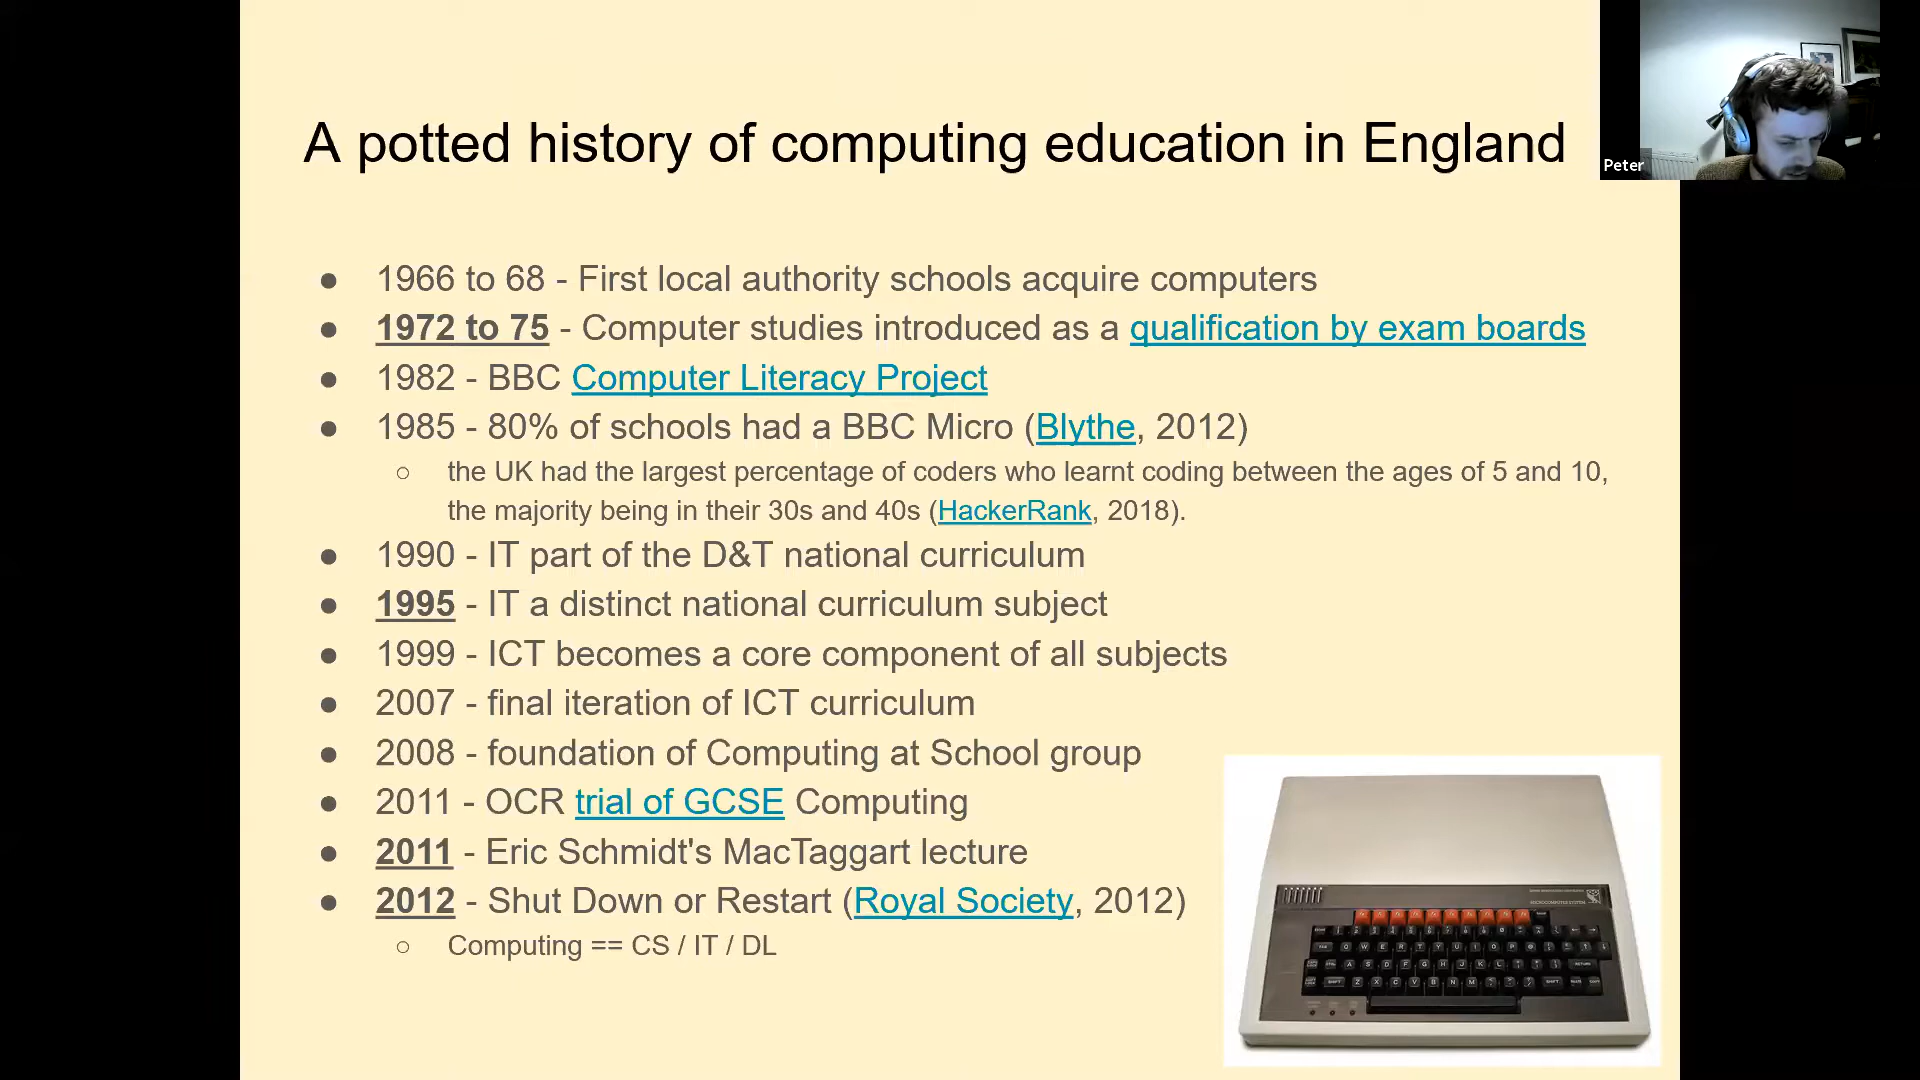 A potted history of computing education in England
Peter
● 1966 to 68 - First local authority schools acquire computers
● 1972 to 75 - Computer studies introduced as a qualification by exam boards
● 1982 - BBC Computer Literacy Project
● 1985 - 80% of schools had a BBC Micro (Blythe, 2012)
○ the UK had the largest percentage of coders who learnt coding between the ages of 5 and 10,
the majority being in their 30s and 40s (HackerRank, 2018).
● 1990 - IT part of the D&T national curriculum
● 1995 - IT a distinct national curriculum subject
● 1999 - ICT becomes a core component of all subjects
● 2007 - final iteration of ICT curriculum
● 2008 - foundation of Computing at School group
● 2011 - OCR trial of GCSE Computing
● 2011 - Eric Schmidt's MacTaggart lecture
● 2012 - Shut Down or Restart (Royal Society, 2012)
○ Computing == CS / IT / DL